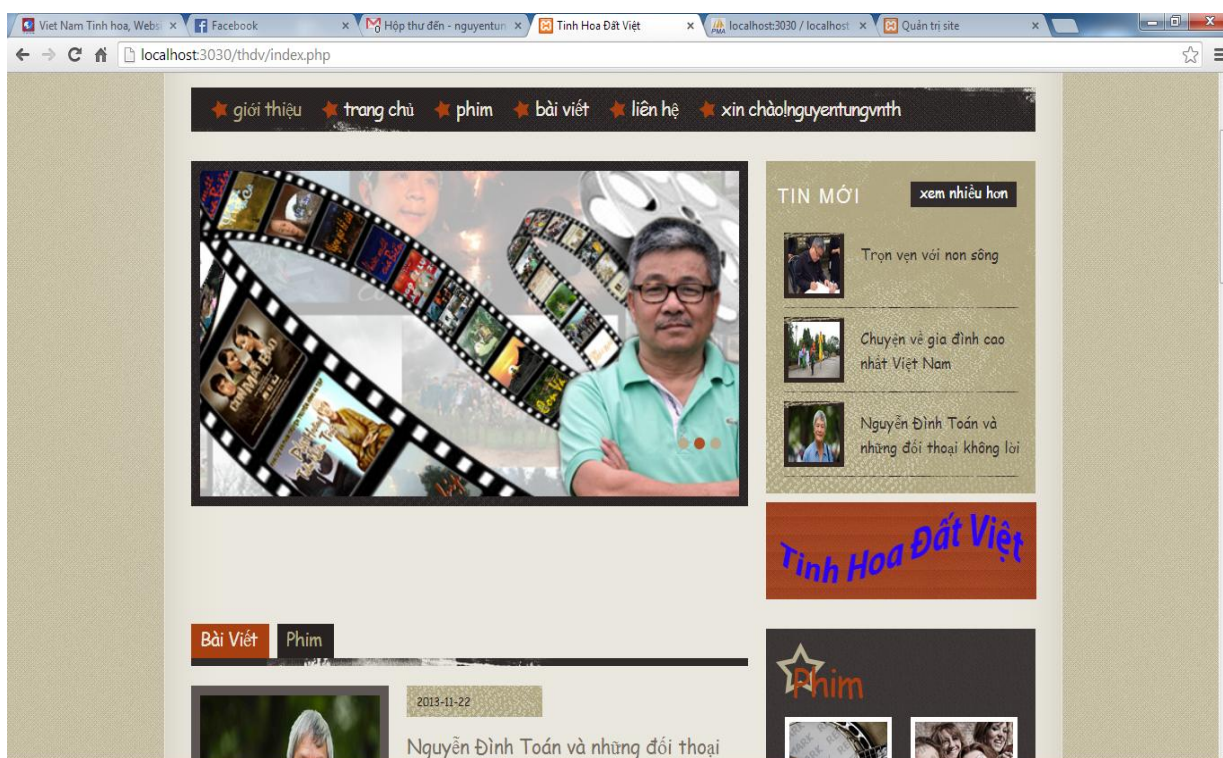 Viet Nam Tinh hoa, Websi
Facebook
Hộp thư đến - nguyentun
Tinh Hoa Đất Việt
localhost:3030 / localhost
Quản trị site
localhost:3030/thdv/index.php
giới thiệu
trang chủ
phim
bài viết
liên hệ
xin chào!nguyentungvnth
TIN MỚI
xem nhiều hơn
Trọn vẹn với non sông
Chuyện về gia đình cao
nhất Việt Nam
Nguyễn Đình Toán và
những đối thoại không lời
Tinh Hoa Đất Việt
Bài Viết
Phim
Phim
2013-11-22
Nguyễn Đình Toán và những đối thoại